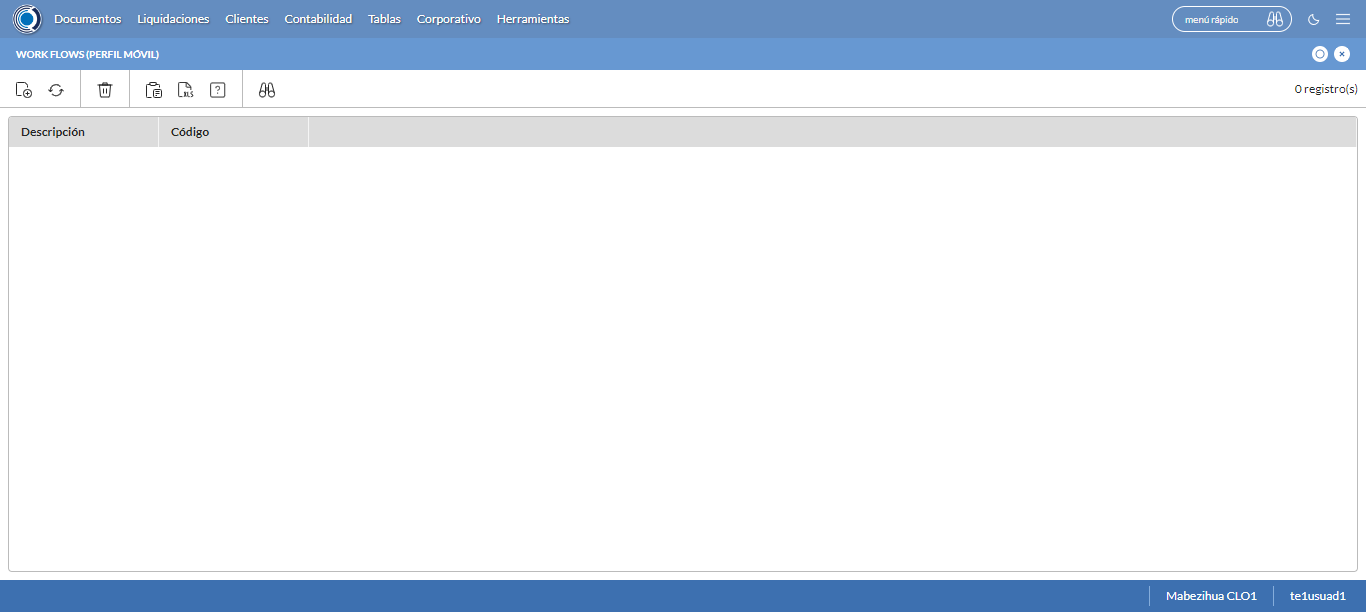 Documentos Liquidaciones Clientes Contabilidad Tablas Corporativo Herramientas menú rápido
WORK FLOWS (PERFIL MÓVIL)
XLS ? 0 registro(s)
Descripción Código
Mabezihua CLO1 te1usuad1